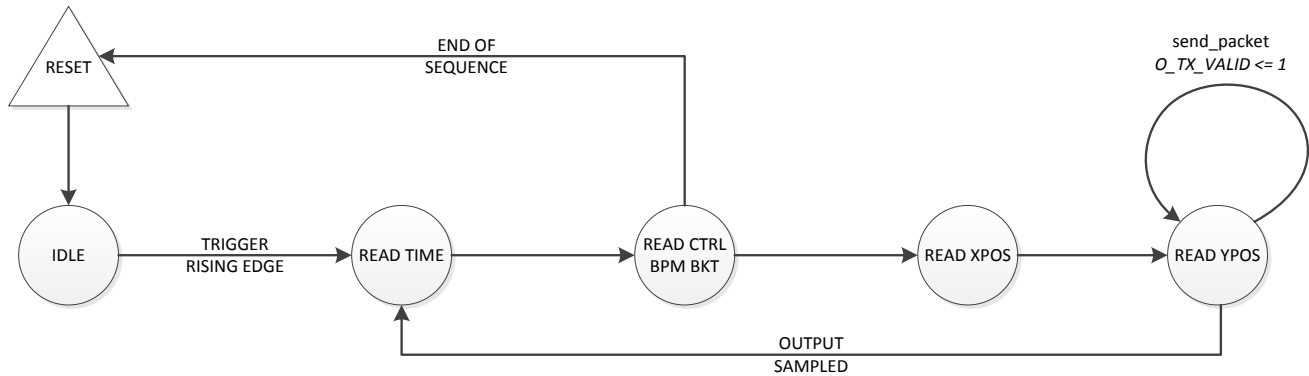 END OF
SEQUENCE
RESET
send_packet
O_TX_VALID <= 1
IDLE
TRIGGER
RISING EDGE
READ TIME
READ CTRL
BPM BKT
READ XPOS
READ YPOS
OUTPUT
SAMPLED